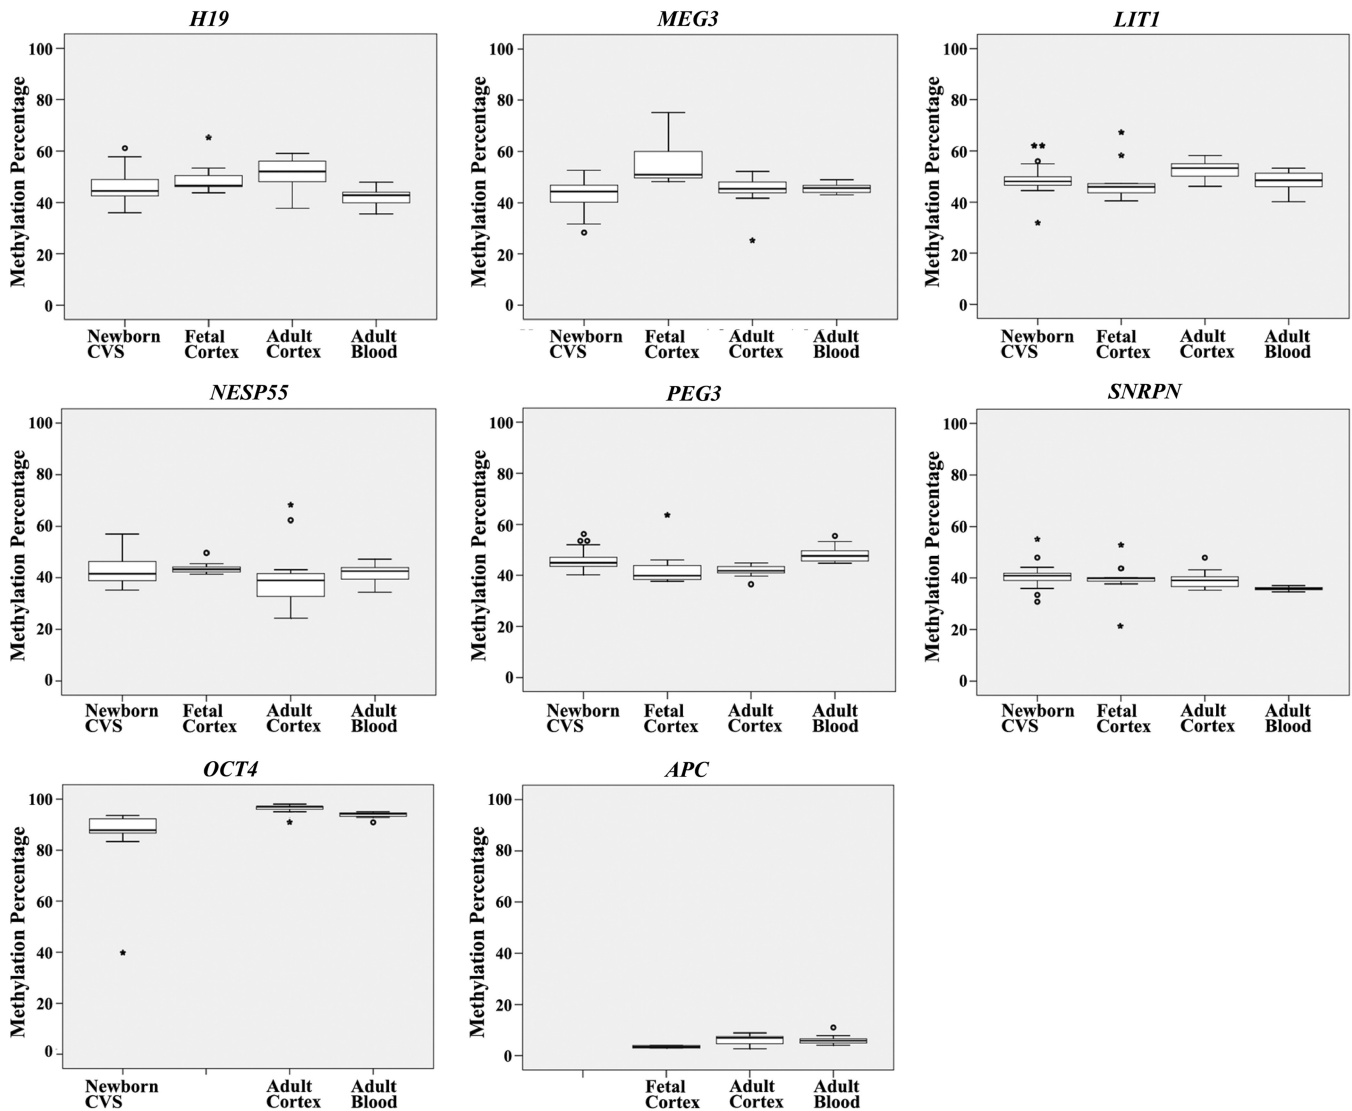 H19
MEG3
LIT1
Methylation Percentage
100
80
60
40
20
0
Newborn CVS
Fetal Cortex
Adult Cortex
Adult Blood
Methylation Percentage
100
80
60
40
20
0
Newborn CVS
Fetal Cortex
Adult Cortex
Adult Blood
Methylation Percentage
100
80
60
40
20
0
Newborn CVS
Fetal Cortex
Adult Cortex
Adult Blood
NESP55
PEG3
SNRPN
Methylation Percentage
100
80
60
40
20
0
Newborn CVS
Fetal Cortex
Adult Cortex
Adult Blood
Methylation Percentage
100
80
60
40
20
0
Newborn CVS
Fetal Cortex
Adult Cortex
Adult Blood
Methylation Percentage
100
80
60
40
20
0
Newborn CVS
Fetal Cortex
Adult Cortex
Adult Blood
OCT4
APC
Methylation Percentage
100
80
60
40
20
0
Newborn CVS
Adult Cortex
Adult Blood
Methylation Percentage
100
80
60
40
20
0
Fetal Cortex
Adult Cortex
Adult Blood